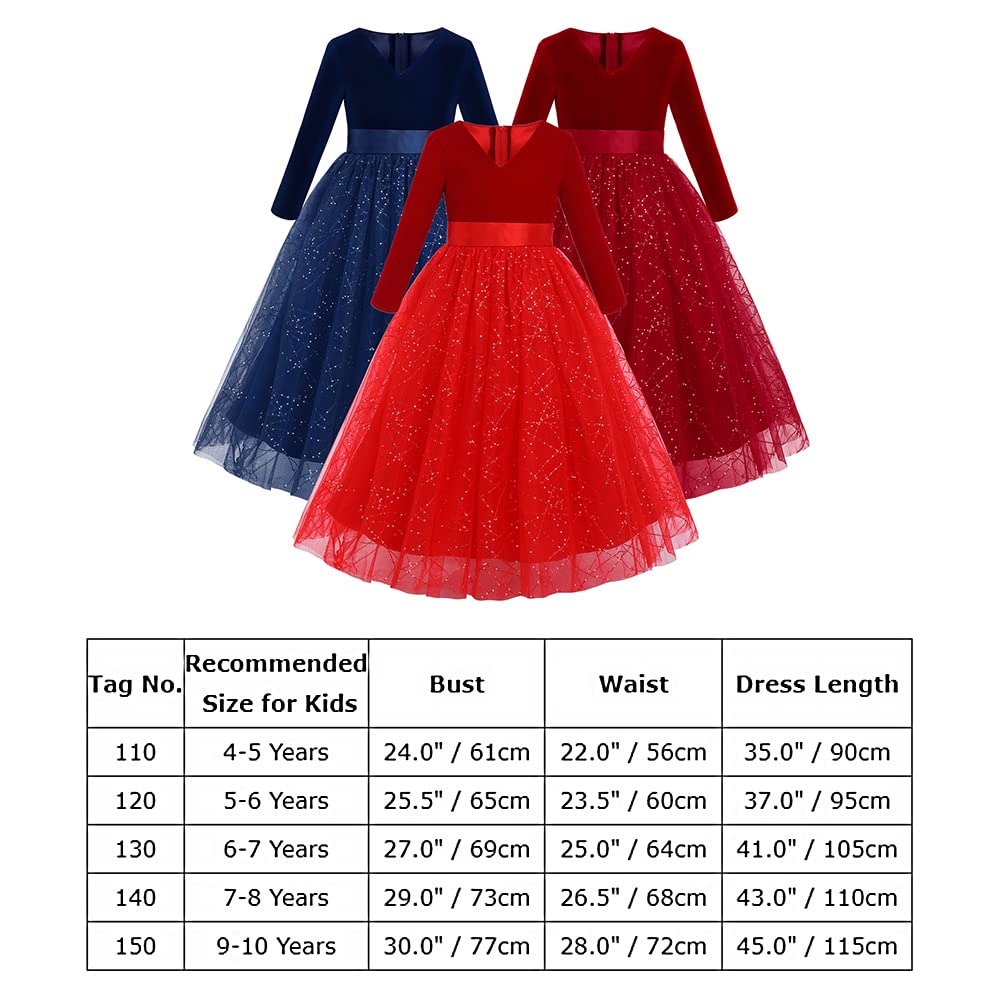 Tag No. Recommended Size for Kids Bust Waist Dress Length
110 4-5 Years 24.0" / 61cm 22.0" / 56cm 35.0" / 90cm
120 5-6 Years 25.5" / 65cm 23.5" / 60cm 37.0" / 95cm
130 6-7 Years 27.0" / 69cm 25.0" / 64cm 41.0" / 105cm
140 7-8 Years 29.0" / 73cm 26.5" / 68cm 43.0" / 110cm
150 9-10 Years 30.0" / 77cm 28.0" / 72cm 45.0" / 115cm